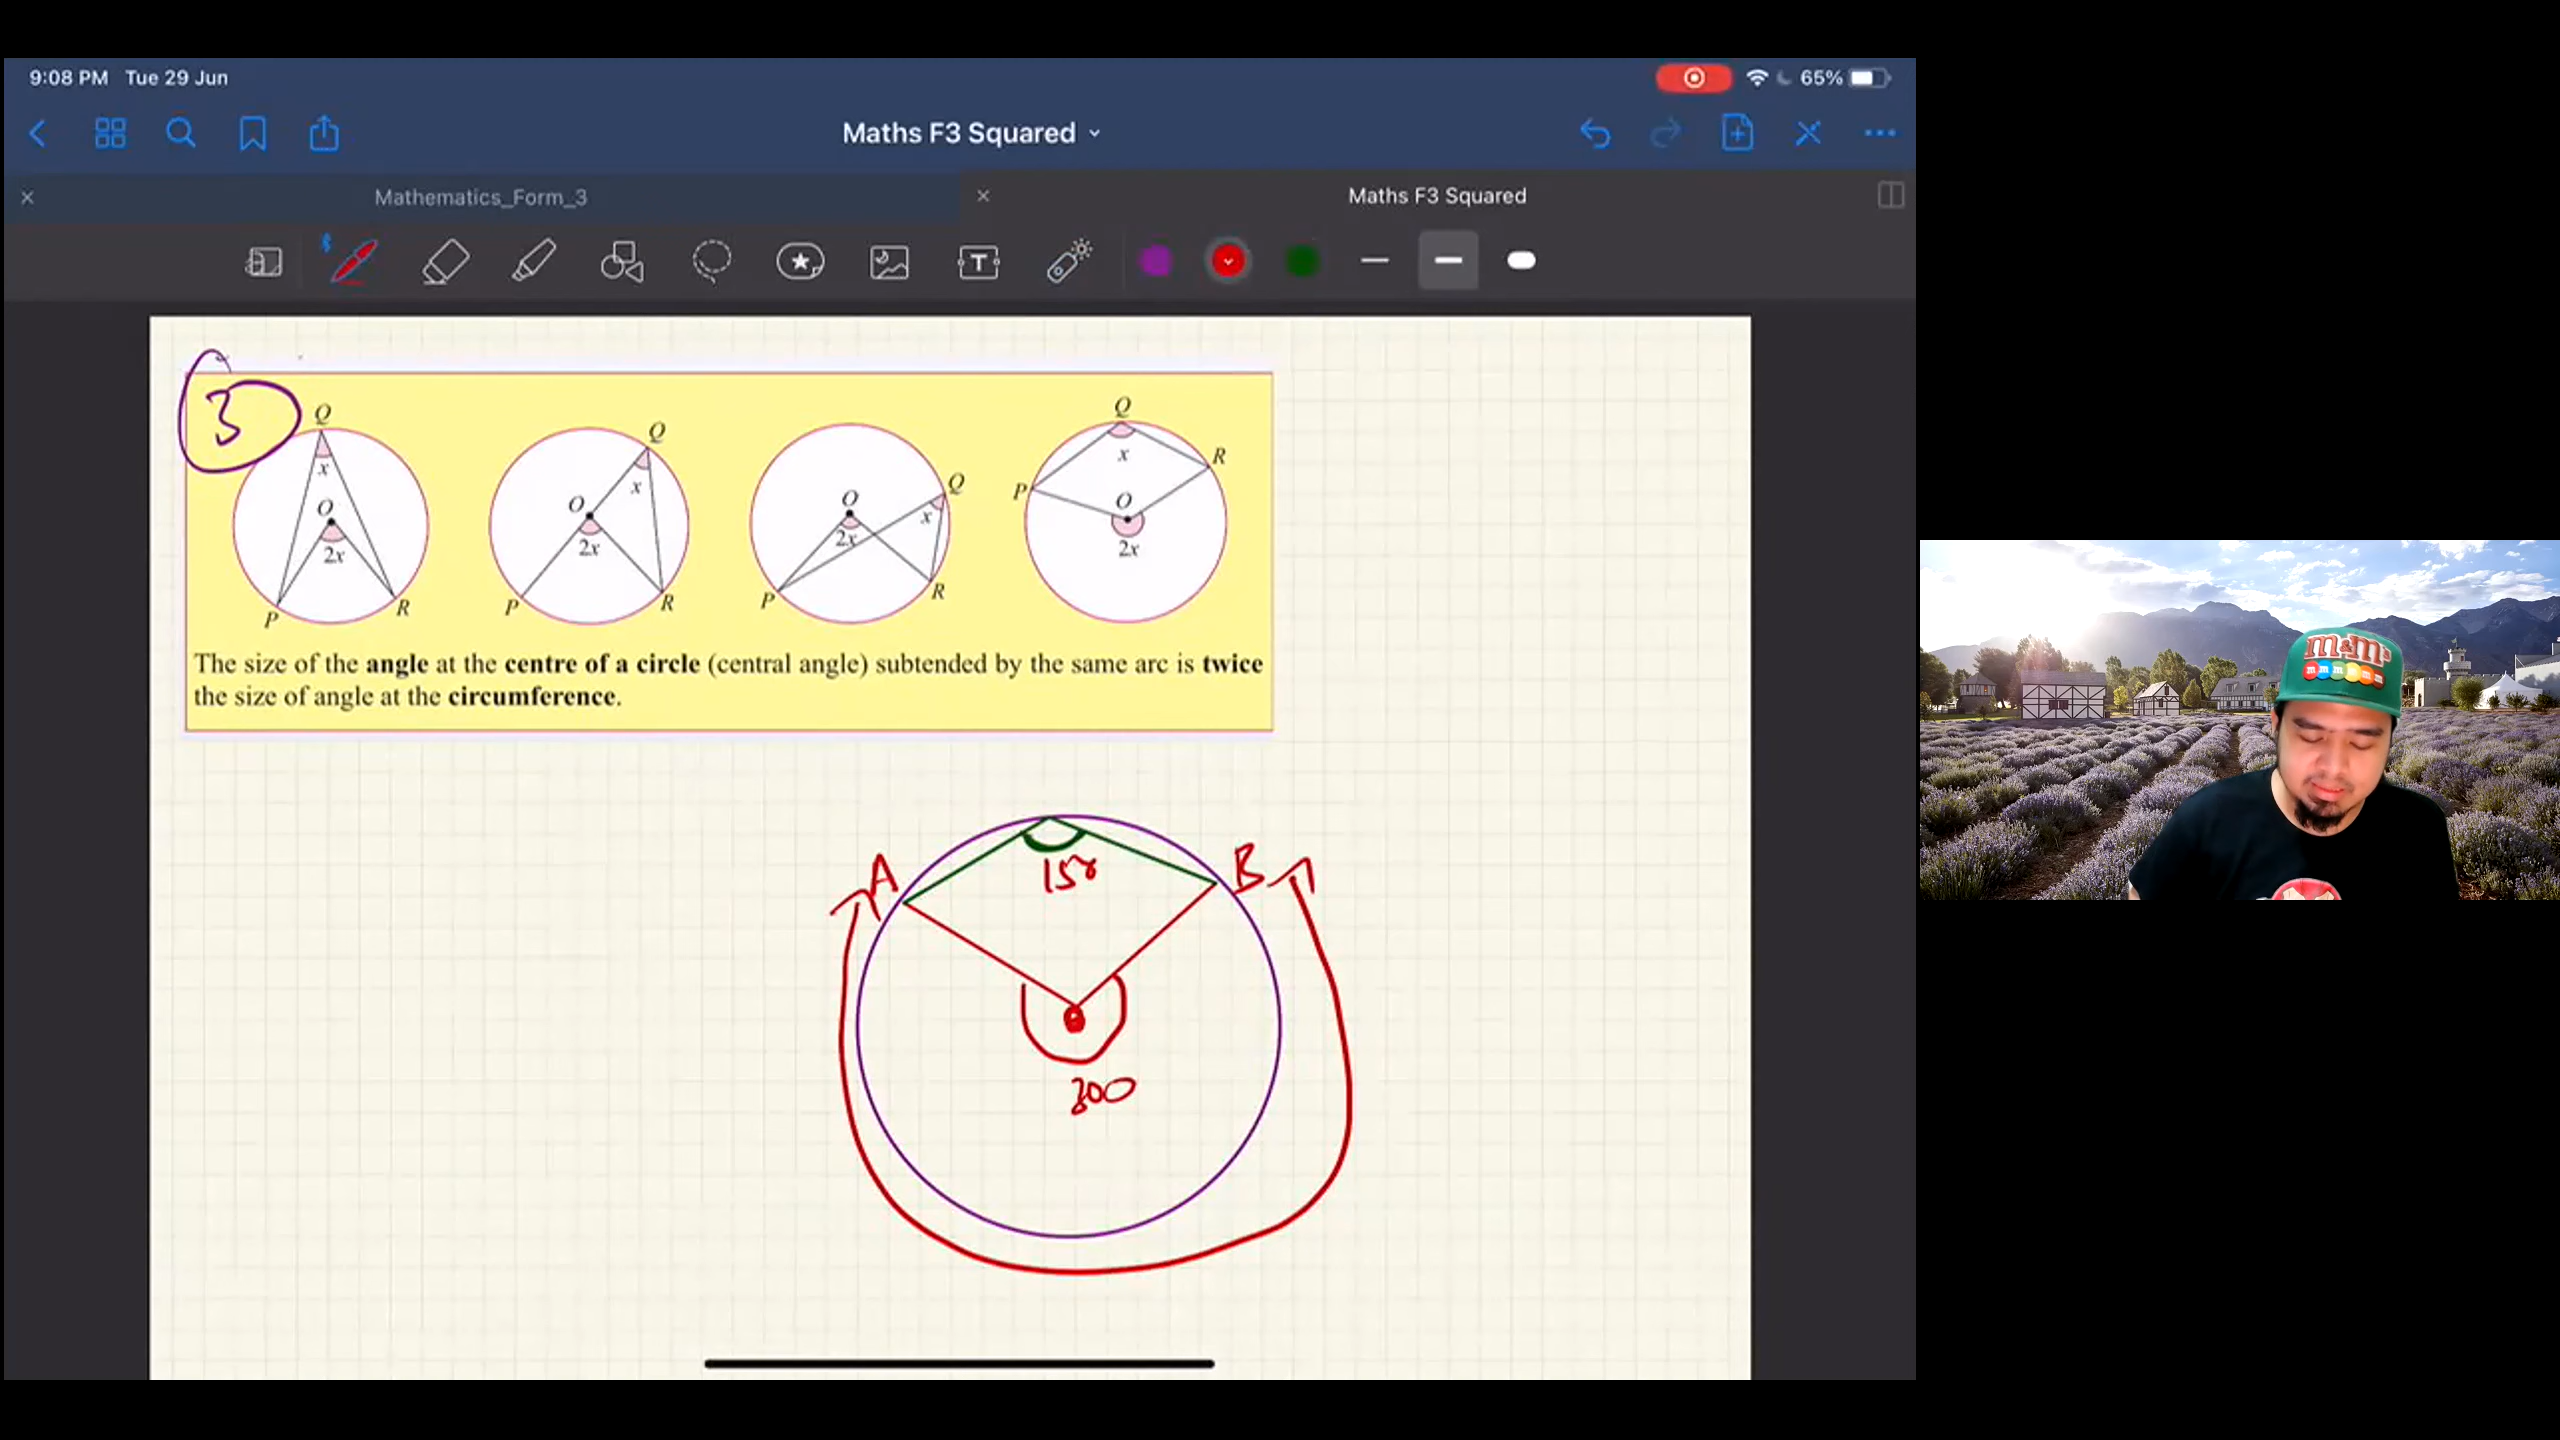 9:08 PM Tue 29 Jun 65%
Maths F3 Squared
Mathematics_Form_3 Maths F3 Squared
T
3
Q Q Q Q
x x x x
O O O O
2x 2x 2x 2x
P R P R P R P R
The size of the angle at the centre of a circle (central angle) subtended by the same arc is twice
the size of angle at the circumference.
A B
300
m&m's